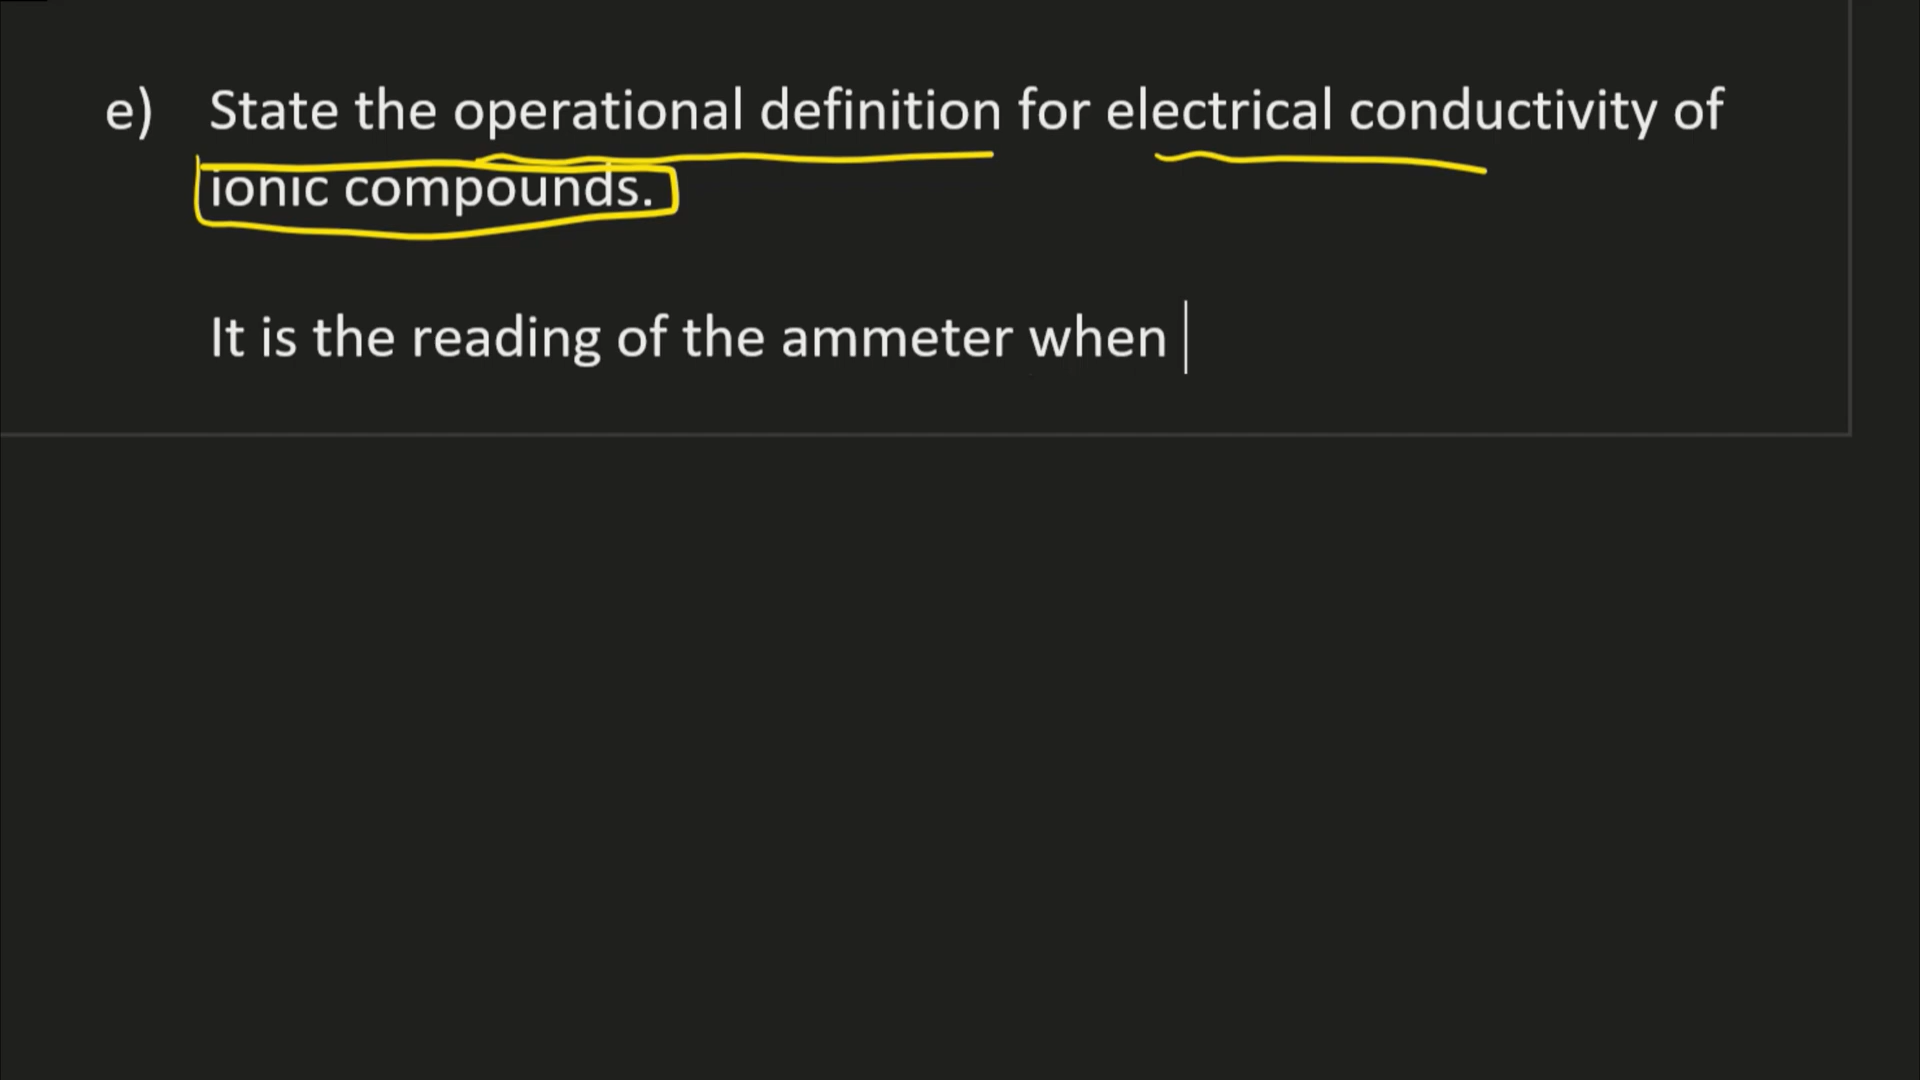 e) State the operational definition for electrical conductivity of
ionic compounds.
It is the reading of the ammeter when